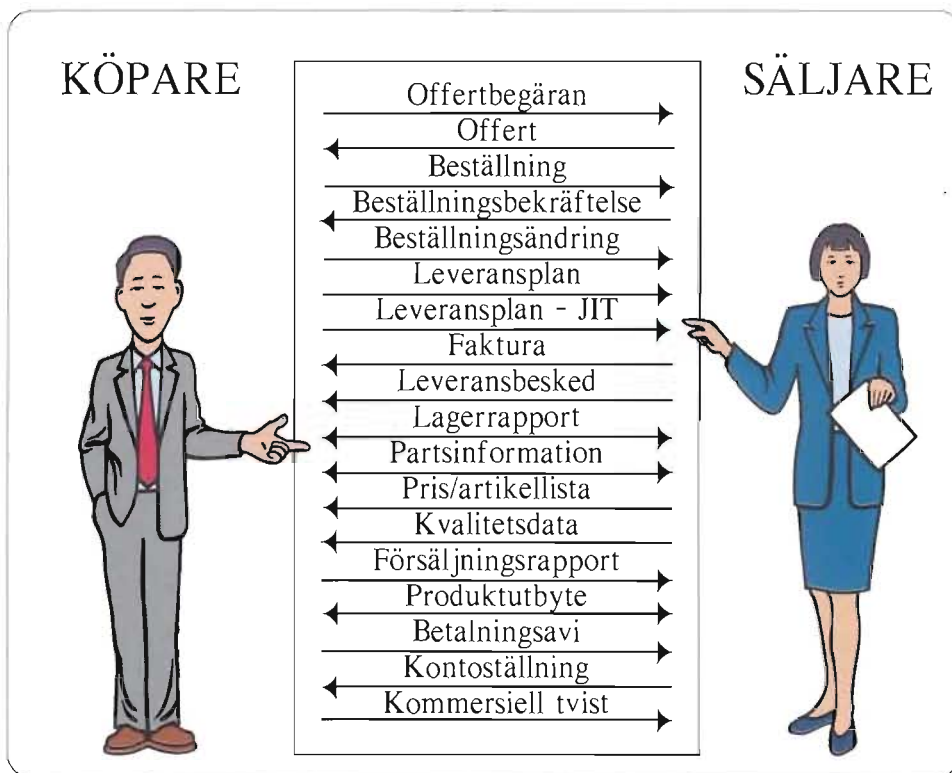 KÖPARE
SÄLJARE
Offertbegäran
Offert
Beställning
Beställningsbekräftelse
Beställningsändring
Leveransplan
Leveransplan - JIT
Faktura
Leveransbesked
Lagerrapport
Partsinformation
Pris/artikellista
Kvalitetsdata
Försäljningsrapport
Produktutbyte
Betalningsavi
Kontoställning
Kommersiell tvist